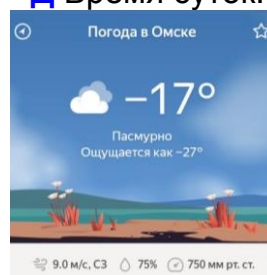 Д Время суток
Погода в Омске
−17°
Пасмурно
Ощущается как −27°
9.0 м/с, СЗ 75% 750 мм рт. ст.